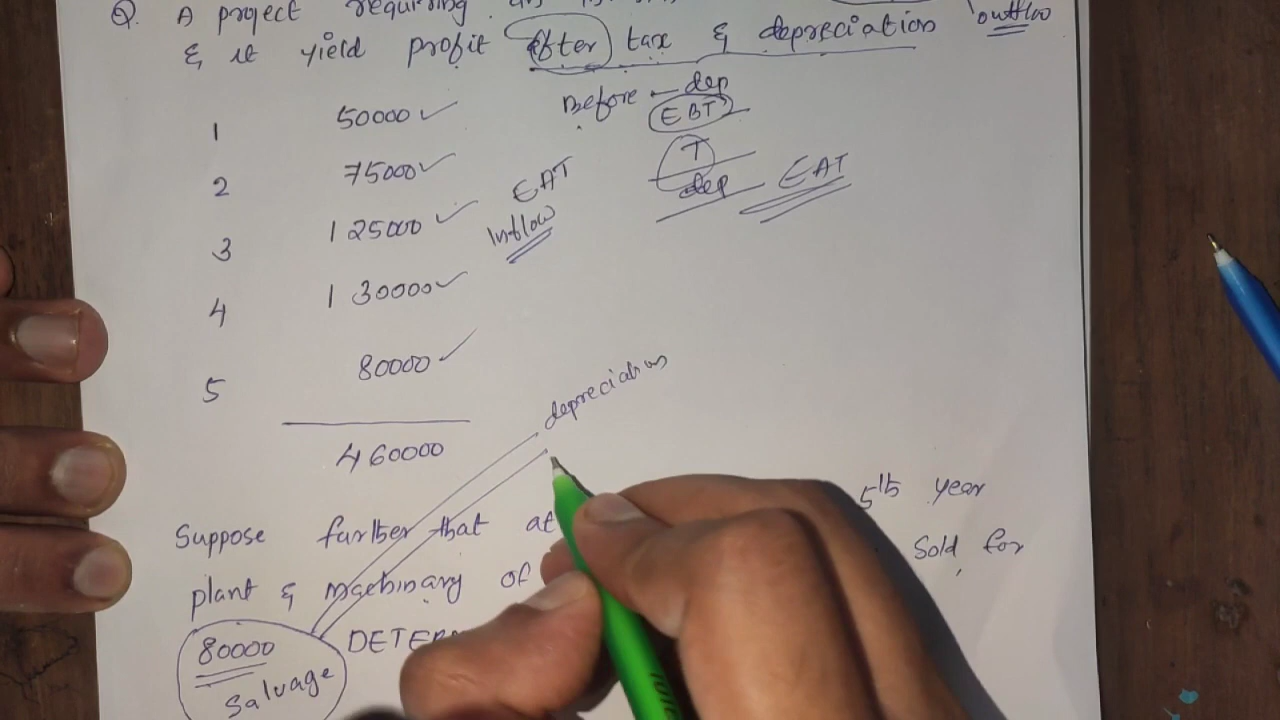 Q. A project requiring
& it yield profit after tax & depreciation outflow
1 50000 Before - dep
EBT
2 75000 T
EAT dep EAT
3 125000 Inflow
4 130000
5 80000
depreciation
460000
Suppose further that at 5th year
plant & machinary of Sold for
80000 DETER
Salvage